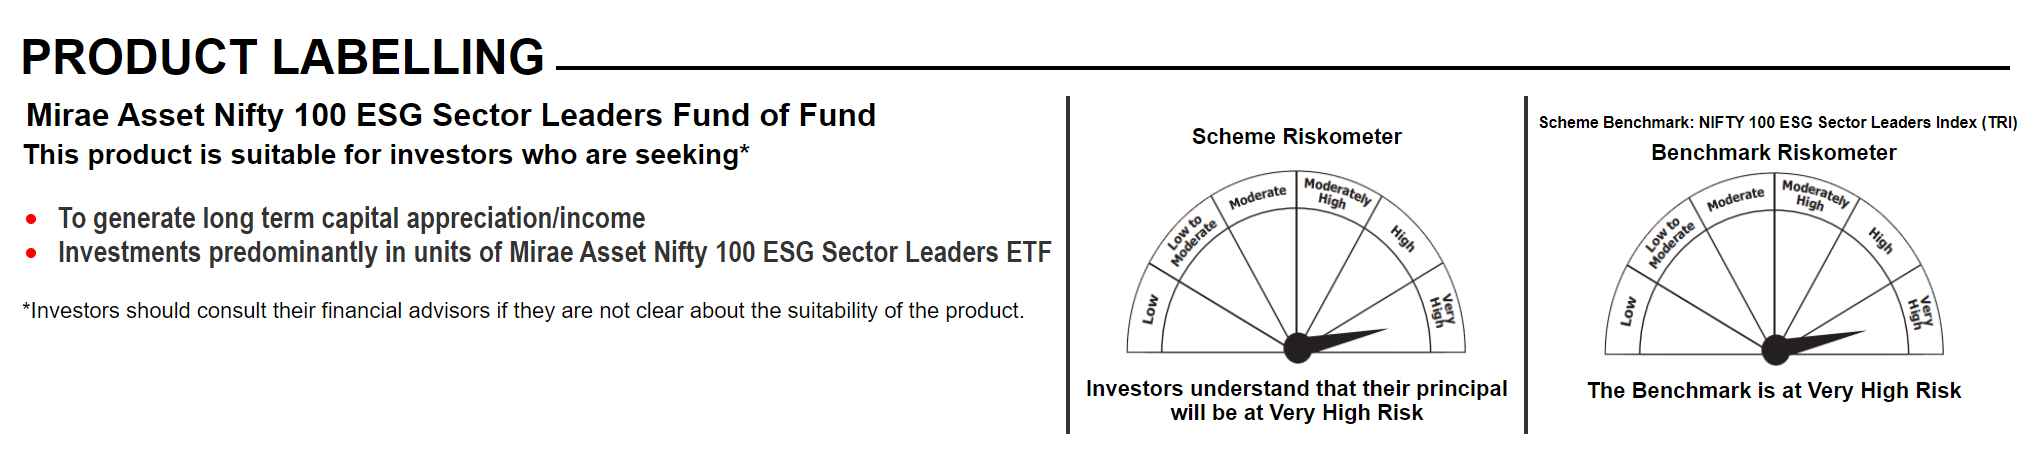 PRODUCT LABELLING
Mirae Asset Nifty 100 ESG Sector Leaders Fund of Fund
This product is suitable for investors who are seeking*
To generate long term capital appreciation/income
Investments predominantly in units of Mirae Asset Nifty 100 ESG Sector Leaders ETF
*Investors should consult their financial advisors if they are not clear about the suitability of the product.
Scheme Riskometer
Low
Low to
Moderate
Moderate
Moderately
High
High
Very
High
Investors understand that their principal
will be at Very High Risk
Scheme Benchmark: NIFTY 100 ESG Sector Leaders Index (TRI)
Benchmark Riskometer
Low
Low to
Moderate
Moderate
Moderately
High
High
Very
High
The Benchmark is at Very High Risk